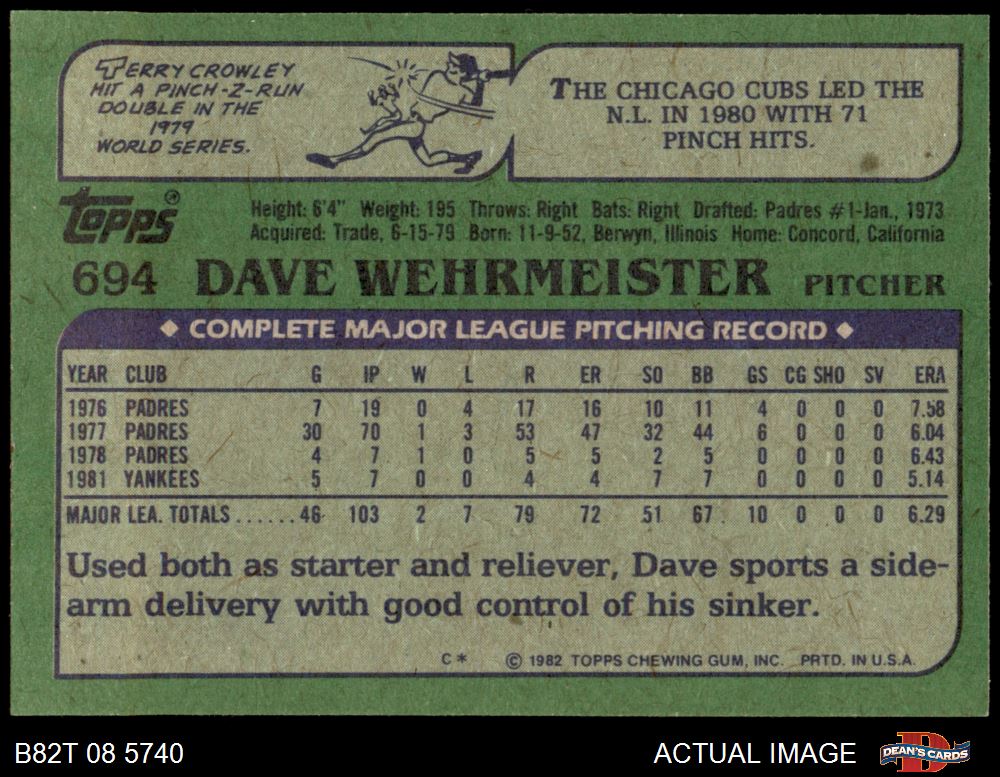 TERRY CROWLEY
HIT A PINCH-2-RUN
DOUBLE IN THE
1979
WORLD SERIES.
THE CHICAGO CUBS LED THE
N.L. IN 1980 WITH 71
PINCH HITS.
topps®
Height: 6'4" Weight: 195 Throws: Right Bats: Right Drafted: Padres #1-Jan., 1973
Acquired: Trade, 6-15-79 Born: 11-9-52, Berwyn, Illinois Home: Concord, California
694 DAVE WEHRMEISTER PITCHER
◆ COMPLETE MAJOR LEAGUE PITCHING RECORD ◆
YEAR CLUB G IP W L R ER SO BB GS CG SHO SV ERA
1976 PADRES 7 19 0 4 17 16 10 11 4 0 0 0 7.58
1977 PADRES 30 70 1 3 53 47 32 44 6 0 0 0 6.04
1978 PADRES 4 7 1 0 5 5 2 5 0 0 0 0 6.43
1981 YANKEES 5 7 0 0 4 4 7 7 0 0 0 0 5.14
MAJOR LEA. TOTALS ......46 103 2 7 79 72 51 67 10 0 0 0 6.29
Used both as starter and reliever, Dave sports a side-
arm delivery with good control of his sinker.
C* © 1982 TOPPS CHEWING GUM, INC. PRTD. IN U.S.A.
B82T 08 5740
ACTUAL IMAGE
D
DEAN'S CARDS